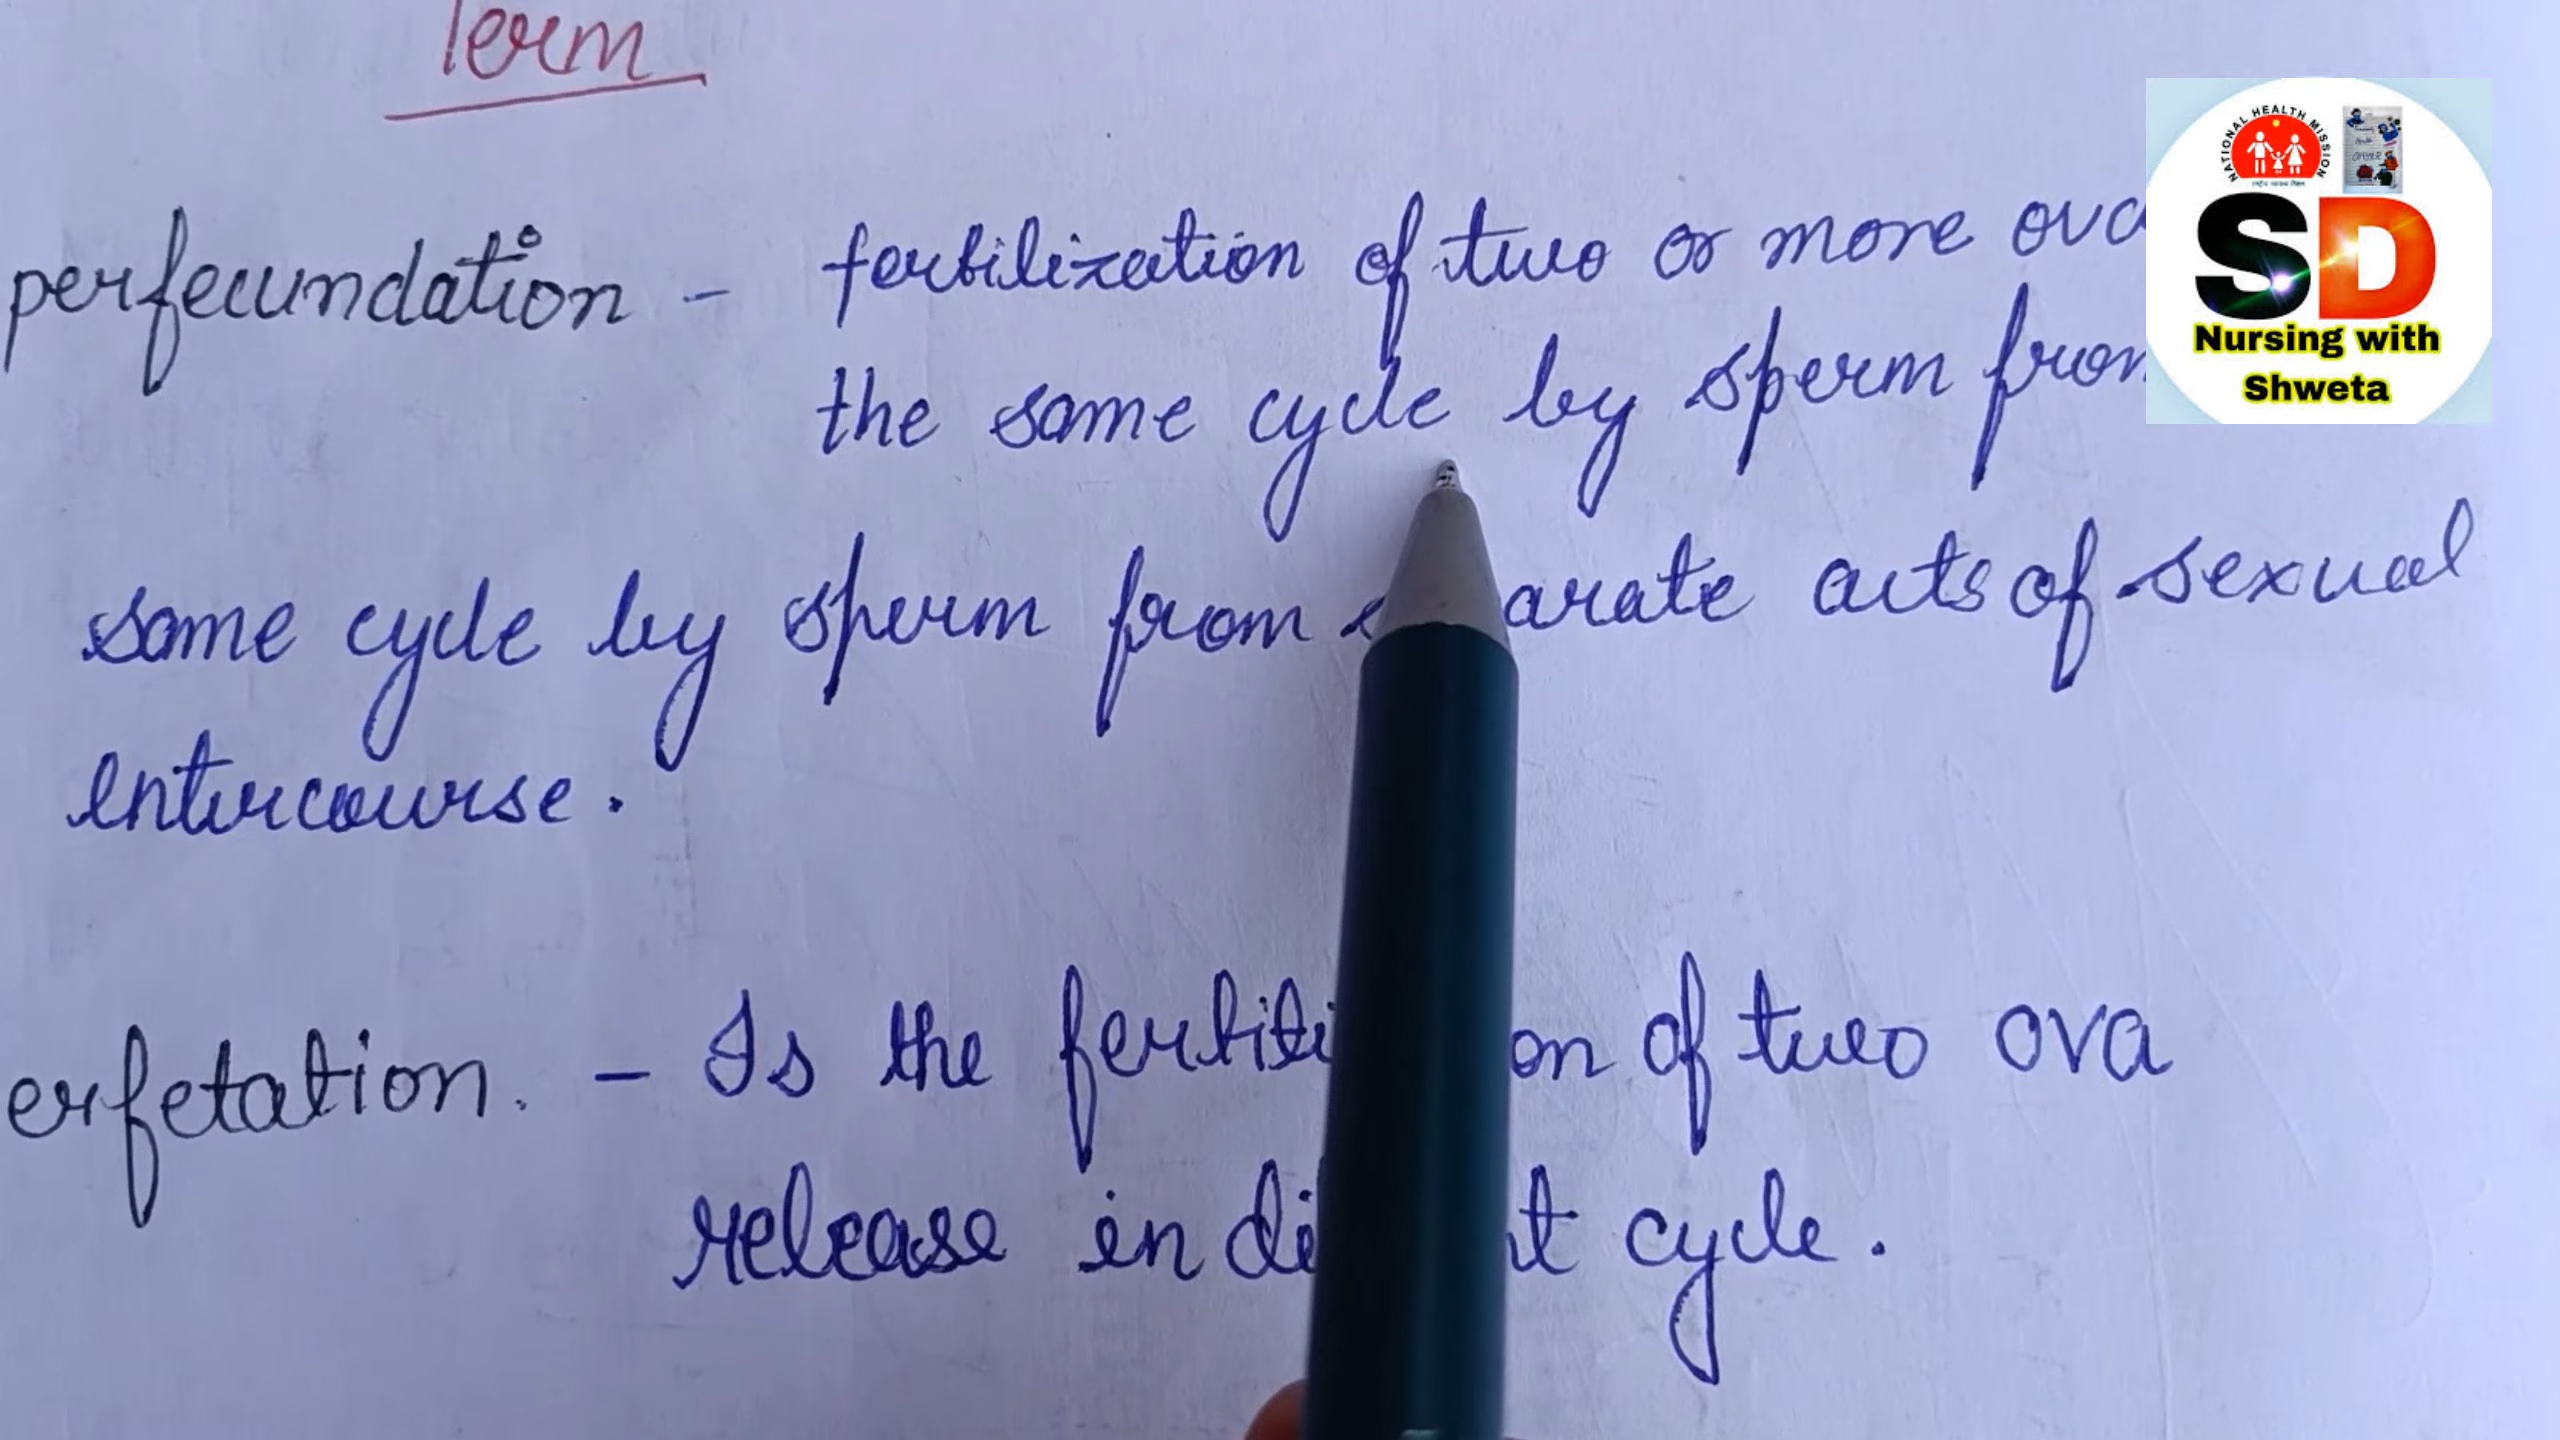 Term
perfecundation - fertilization of two or more ova
the same cycle by sperm from
same cycle by sperm from arate acts of sexual
intercourse.
erfetation. - Is the fertili on of two ova
release in di t cycle.
NATIONAL HEALTH MISSION
SD
Nursing with
Shweta